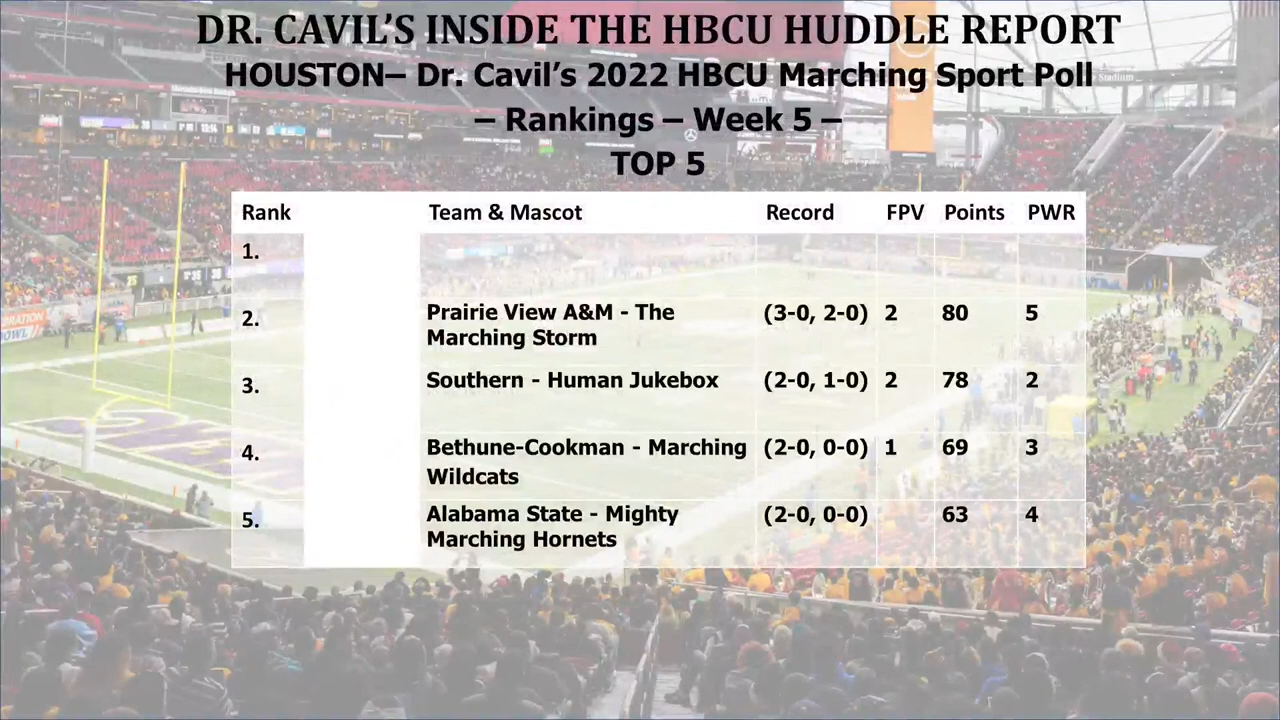 DR. CAVIL’S INSIDE THE HBCU HUDDLE REPORT
HOUSTON– Dr. Cavil’s 2022 HBCU Marching Sport Poll
– Rankings – Week 5 –
TOP 5
Stadium
Rank Team & Mascot Record FPV Points PWR
1.
2. Prairie View A&M - The (3-0, 2-0) 2 80 5
Marching Storm
3. Southern - Human Jukebox (2-0, 1-0) 2 78 2
4. Bethune-Cookman - Marching (2-0, 0-0) 1 69 3
Wildcats
5. Alabama State - Mighty (2-0, 0-0) 63 4
Marching Hornets